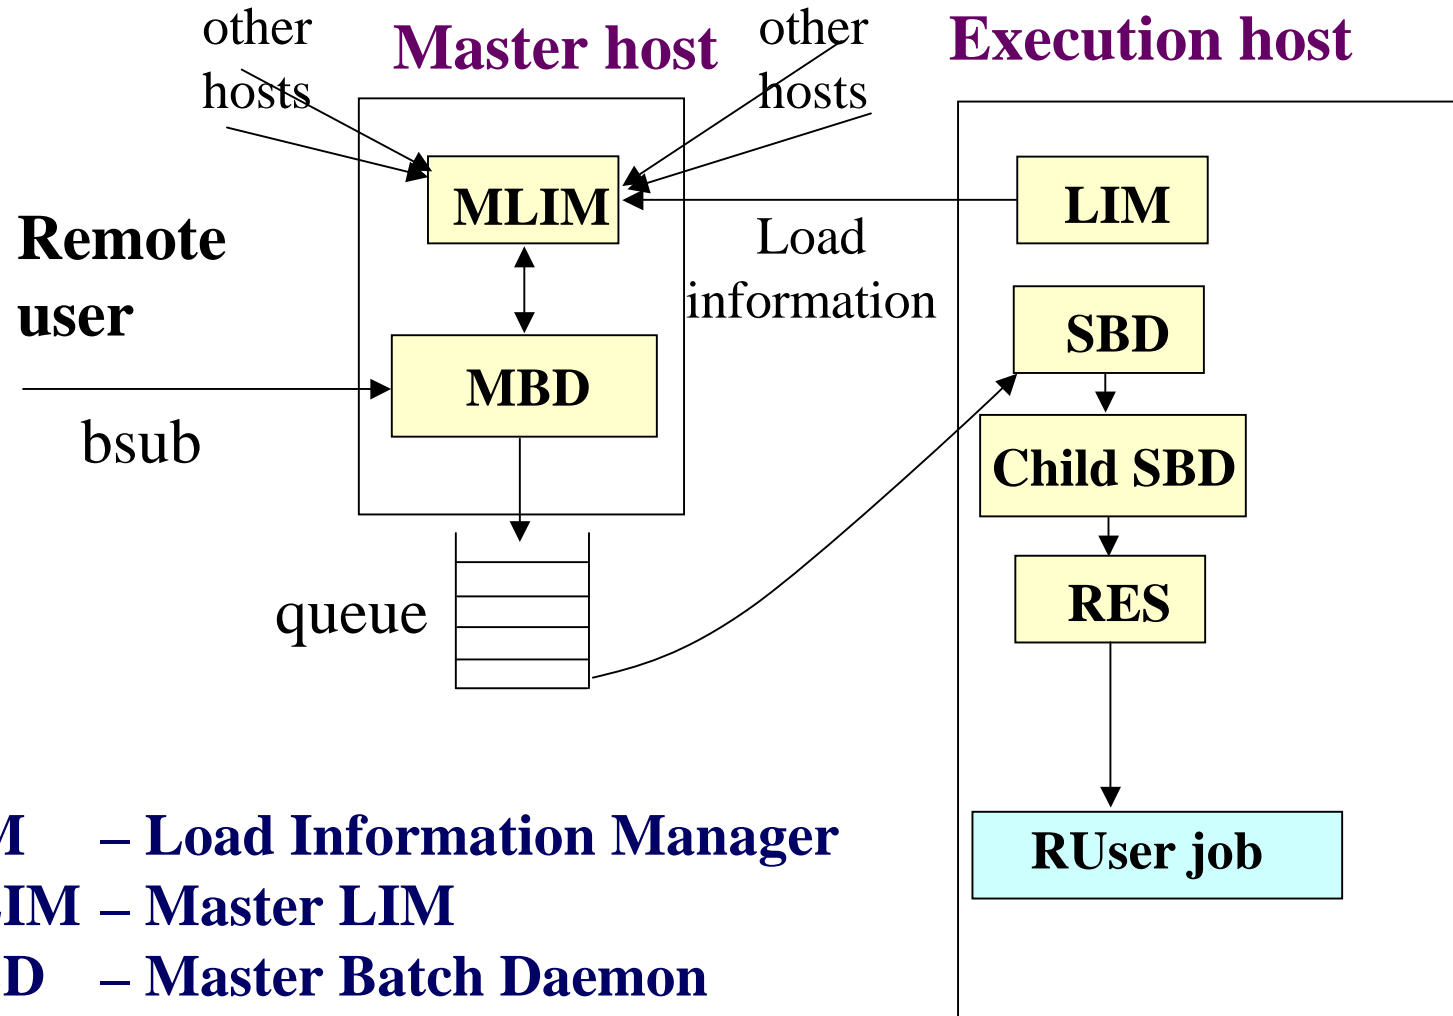 other
hosts
Master host
other
hosts
Execution host
MLIM
LIM
Remote
user
Load
information
SBD
MBD
bsub
Child SBD
RES
queue
RUser job
M – Load Information Manager
IM – Master LIM
D – Master Batch Daemon